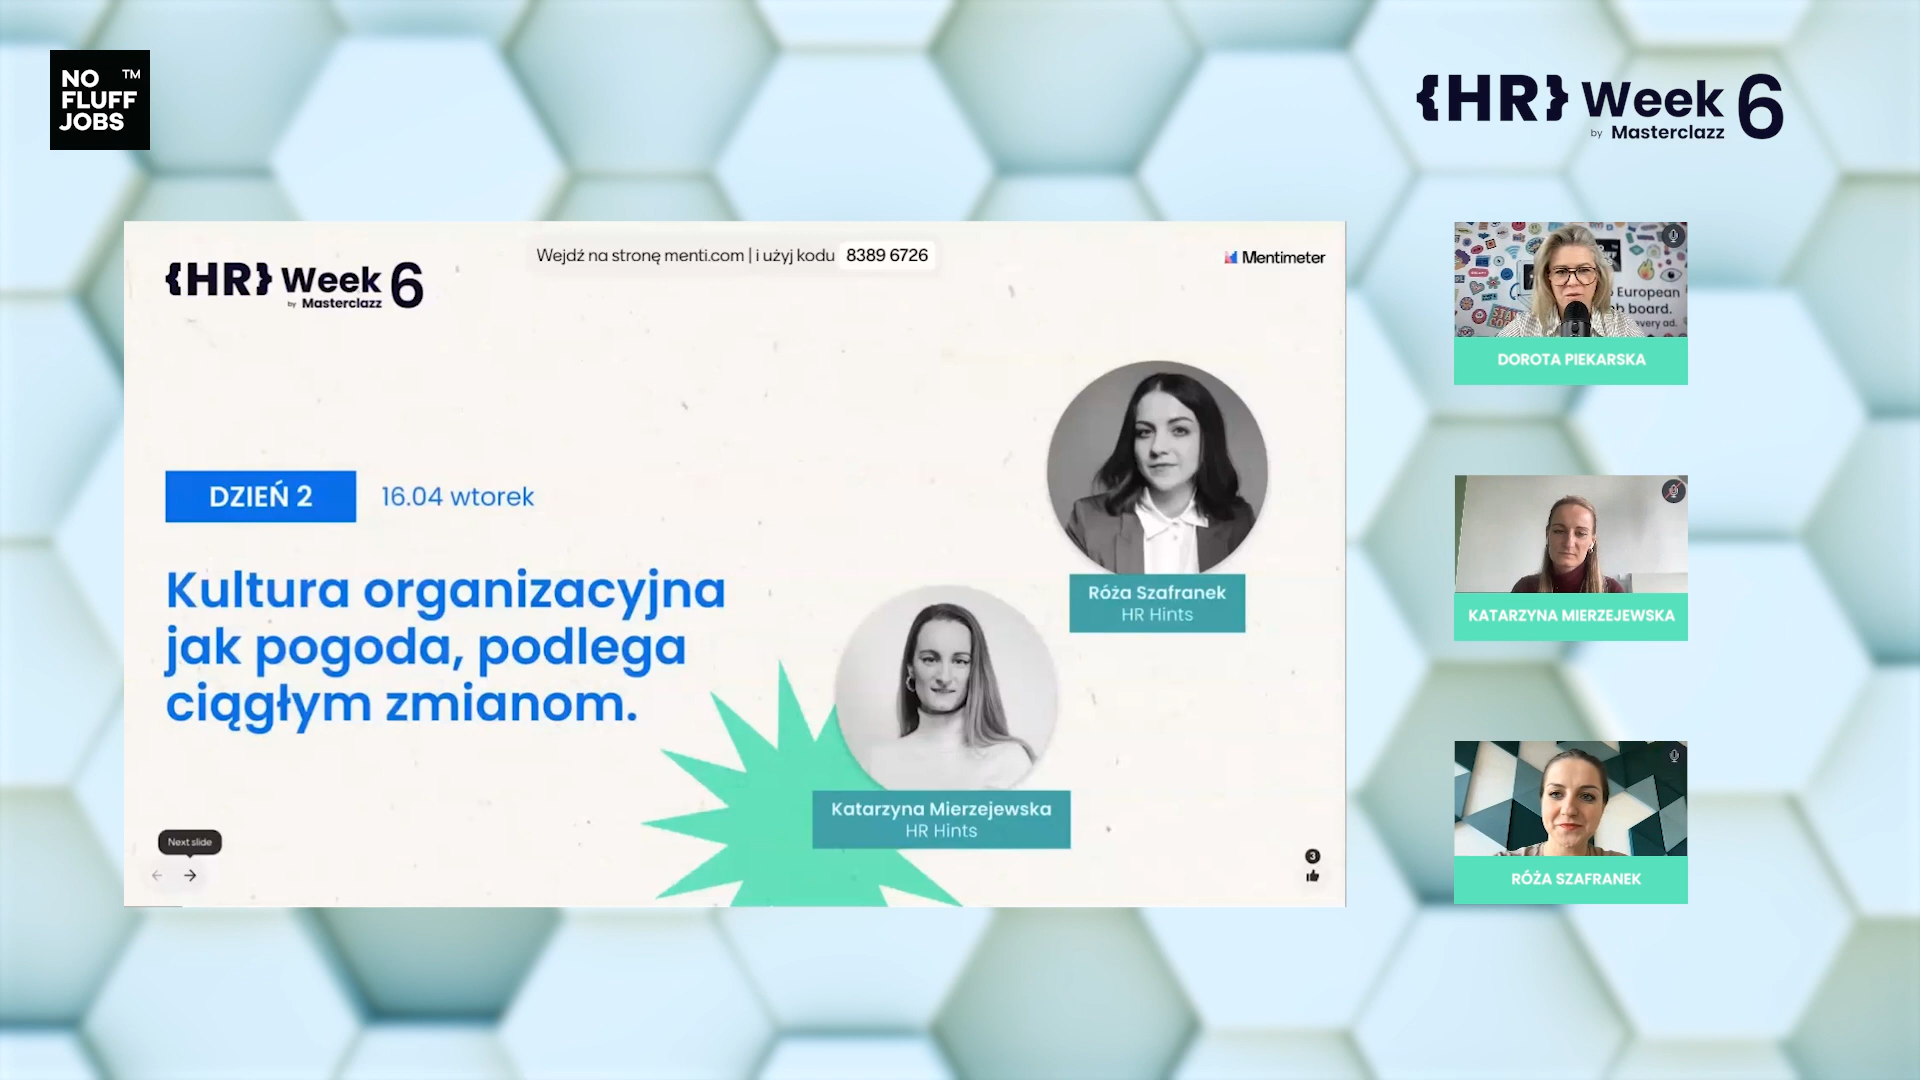 NO TM
FLUFF
JOBS
{HR} Week 6
by Masterclazz
{HR} Week 6
by Masterclazz
Wejdź na stronę menti.com | i użyj kodu 8389 6726
Mentimeter
DZIEŃ 2
16.04 wtorek
Kultura organizacyjna
jak pogoda, podlega
ciągłym zmianom.
Róża Szafranek
HR Hints
Katarzyna Mierzejewska
HR Hints
Next slide
3
European
board.
every ad.
DOROTA PIEKARSKA
KATARZYNA MIERZEJEWSKA
RÓŻA SZAFRANEK